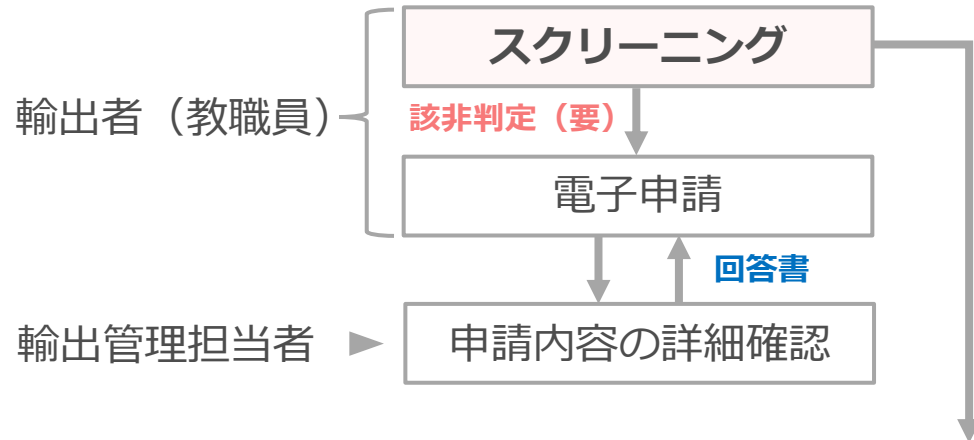 スクリーニング
輸出者（教職員）
該非判定（要）
電子申請
回答書
輸出管理担当者
申請内容の詳細確認